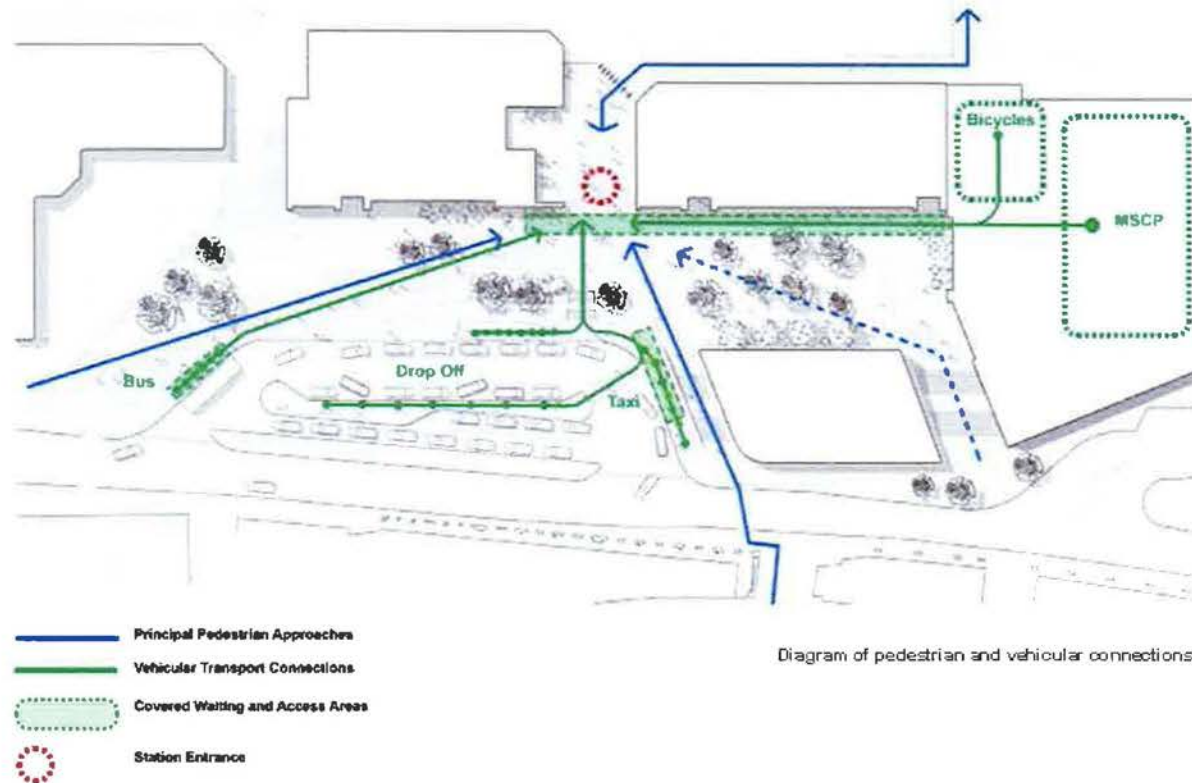 Bicycles
MSCP
Bus
Drop Off
Taxi
Principal Pedestrian Approaches
Vehicular Transport Connections
Covered Waiting and Access Areas
Station Entrance
Diagram of pedestrian and vehicular connections